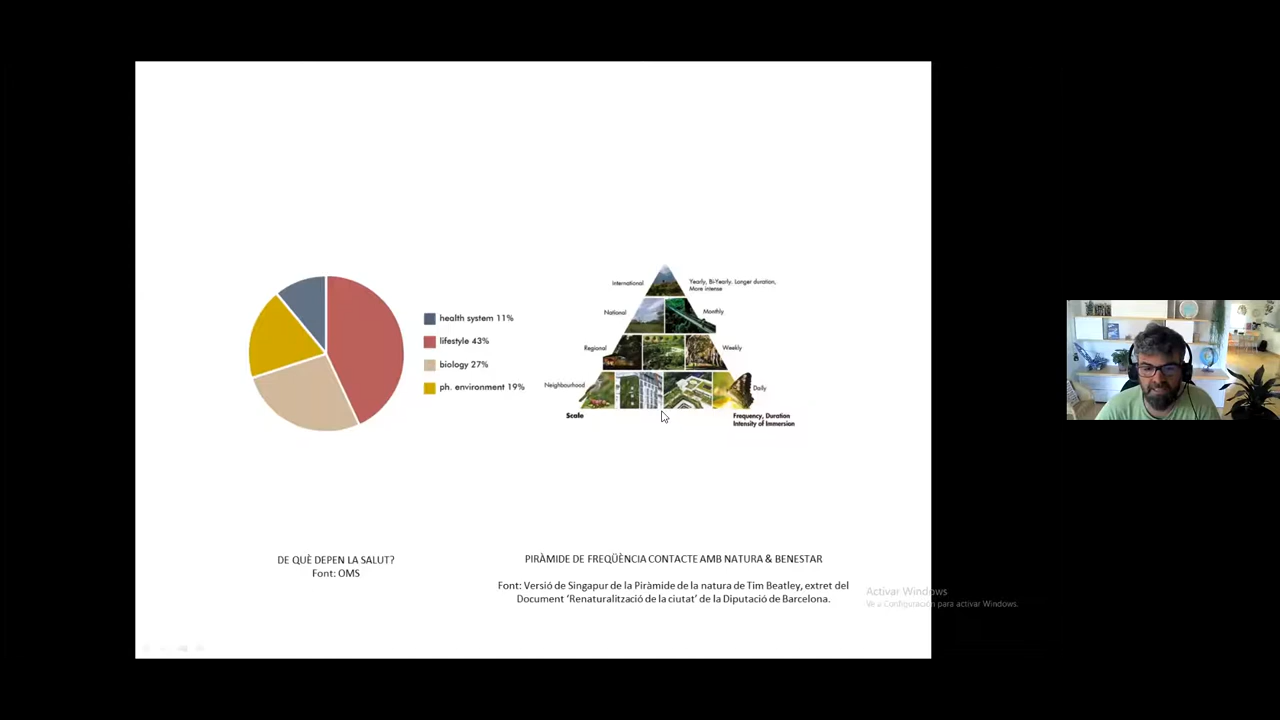 health system 11%
lifestyle 43%
biology 27%
ph. environment 19%
International
Yearly, Bi-Yearly. Longer duration,
More intense
National
Monthly
Regional
Weekly
Neighbourhood
Daily
Scale
Frequency, Duration
Intensity of Immersion
DE QUÈ DEPEN LA SALUT?
Font: OMS
PIRÀMIDE DE FREQÜÈNCIA CONTACTE AMB NATURA & BENESTAR
Font: Versió de Singapur de la Piràmide de la natura de Tim Beatley, extret del
Document ‘Renaturalització de la ciutat’ de la Diputació de Barcelona.
Activar Windows
Ve a Configuración para activar Windows.